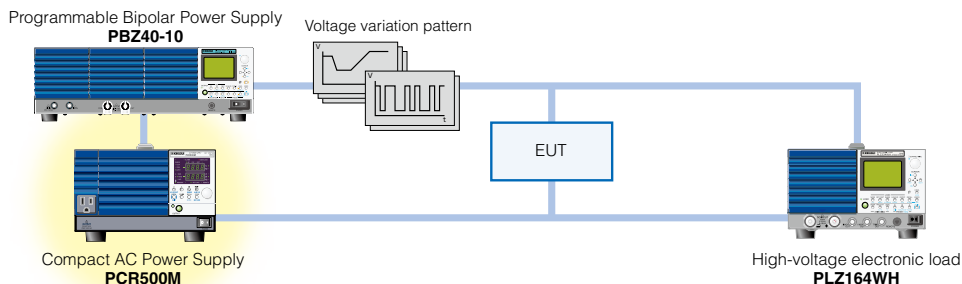 Programmable Bipolar Power Supply
PBZ40-10
Voltage variation pattern
V
V
t
EUT
Compact AC Power Supply
PCR500M
High-voltage electronic load
PLZ164WH